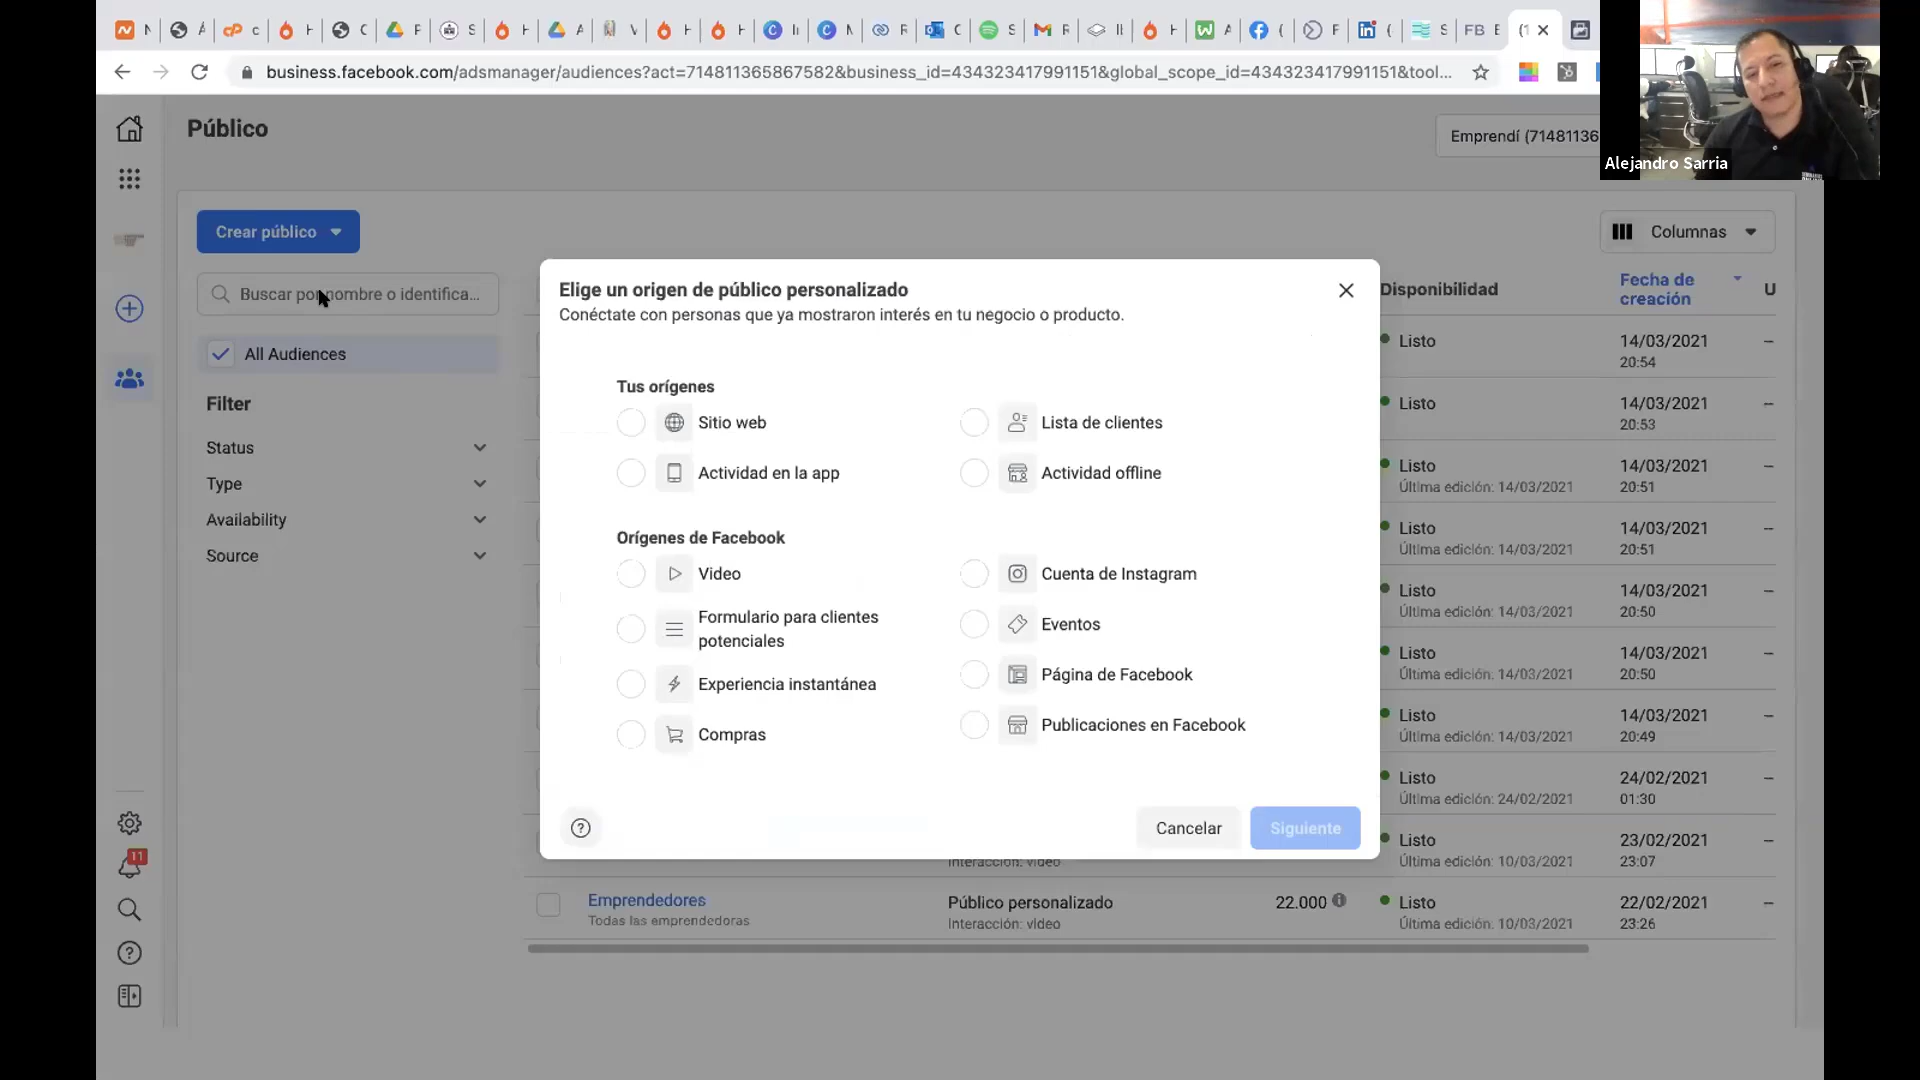 business.facebook.com/adsmanager/audiences?act=714811365867582&business_id=434323417991151&global_scope_id=434323417991151&tool...
Alejandro Sarria
Público
Emprendí (71481136
Crear público
Columnas
Buscar por nombre o identifica...
All Audiences
Filter
Status
Type
Availability
Source
11
Elige un origen de público personalizado
Conéctate con personas que ya mostraron interés en tu negocio o producto.
Tus orígenes
Sitio web
Lista de clientes
Actividad en la app
Actividad offline
Orígenes de Facebook
Video
Cuenta de Instagram
Formulario para clientes
potenciales
Eventos
Experiencia instantánea
Página de Facebook
Compras
Publicaciones en Facebook
Cancelar
Siguiente
Disponibilidad
Fecha de
creación
U
Listo
14/03/2021
20:54
Listo
14/03/2021
20:53
Listo
14/03/2021
Última edición: 14/03/2021
20:51
Listo
14/03/2021
Última edición: 14/03/2021
20:51
Listo
14/03/2021
Última edición: 14/03/2021
20:50
Listo
14/03/2021
Última edición: 14/03/2021
20:50
Listo
14/03/2021
Última edición: 14/03/2021
20:49
Listo
24/02/2021
Última edición: 24/02/2021
01:30
Listo
23/02/2021
Interacción: video
Última edición: 10/03/2021
23:07
Emprendedores
Todas las emprendedoras
Público personalizado
Interacción: video
22.000
Listo
22/02/2021
Última edición: 10/03/2021
23:26